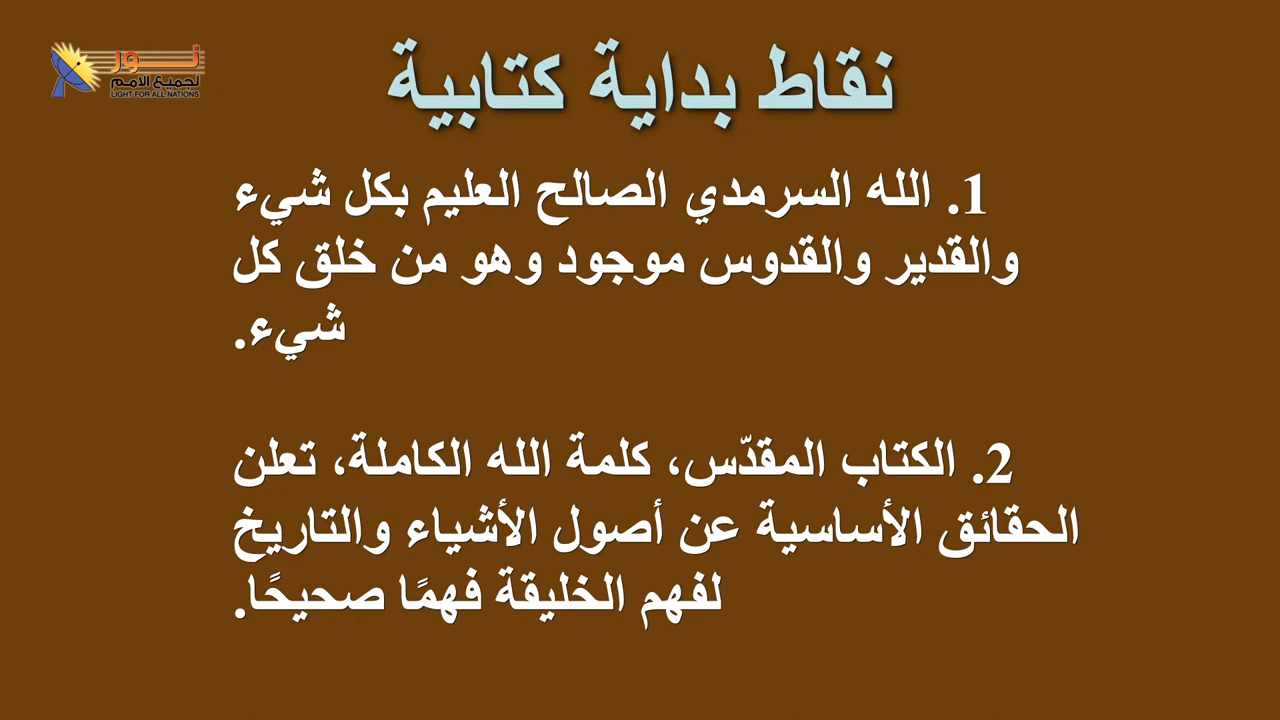 نور
لجميع الامم
LIGHT FOR ALL NATIONS
نقاط بداية كتابية
1. الله السرمدي الصالح العليم بكل شيء
والقدير والقدوس موجود وهو من خلق كل
شيء.
2. الكتاب المقدّس، كلمة الله الكاملة، تعلن
الحقائق الأساسية عن أصول الأشياء والتاريخ
لفهم الخليقة فهمًا صحيحًا.